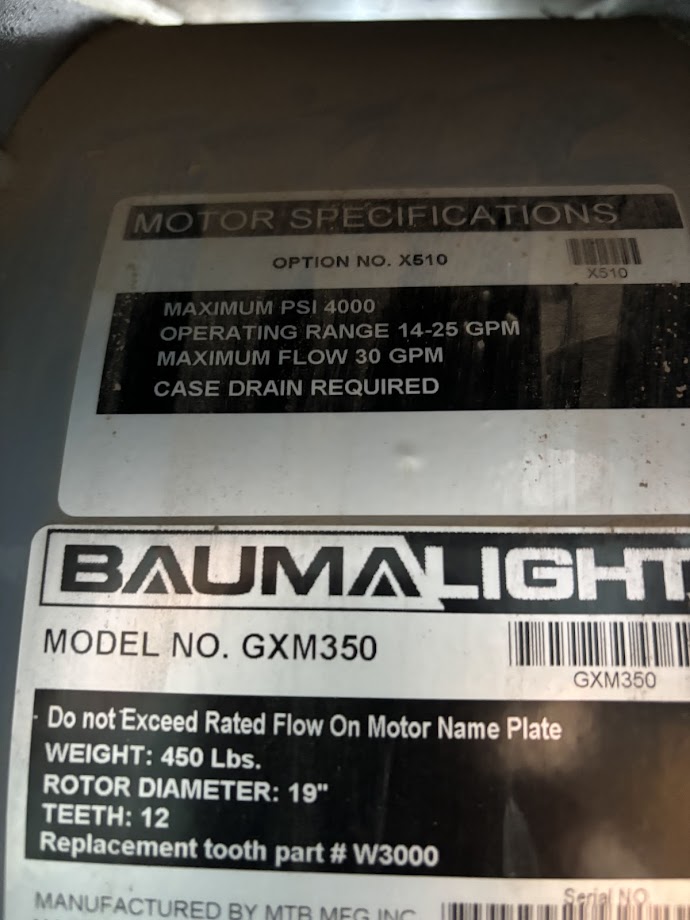 MOTOR SPECIFICATIONS
OPTION NO. X510
X510
MAXIMUM PSI 4000
OPERATING RANGE 14-25 GPM
MAXIMUM FLOW 30 GPM
CASE DRAIN REQUIRED
BAUMALIGHT
MODEL NO. GXM350
GXM350
Do not Exceed Rated Flow On Motor Name Plate
WEIGHT: 450 Lbs.
ROTOR DIAMETER: 19"
TEETH: 12
Replacement tooth part # W3000
Serial NO
MANUFACTURED BY MTB MFG INC